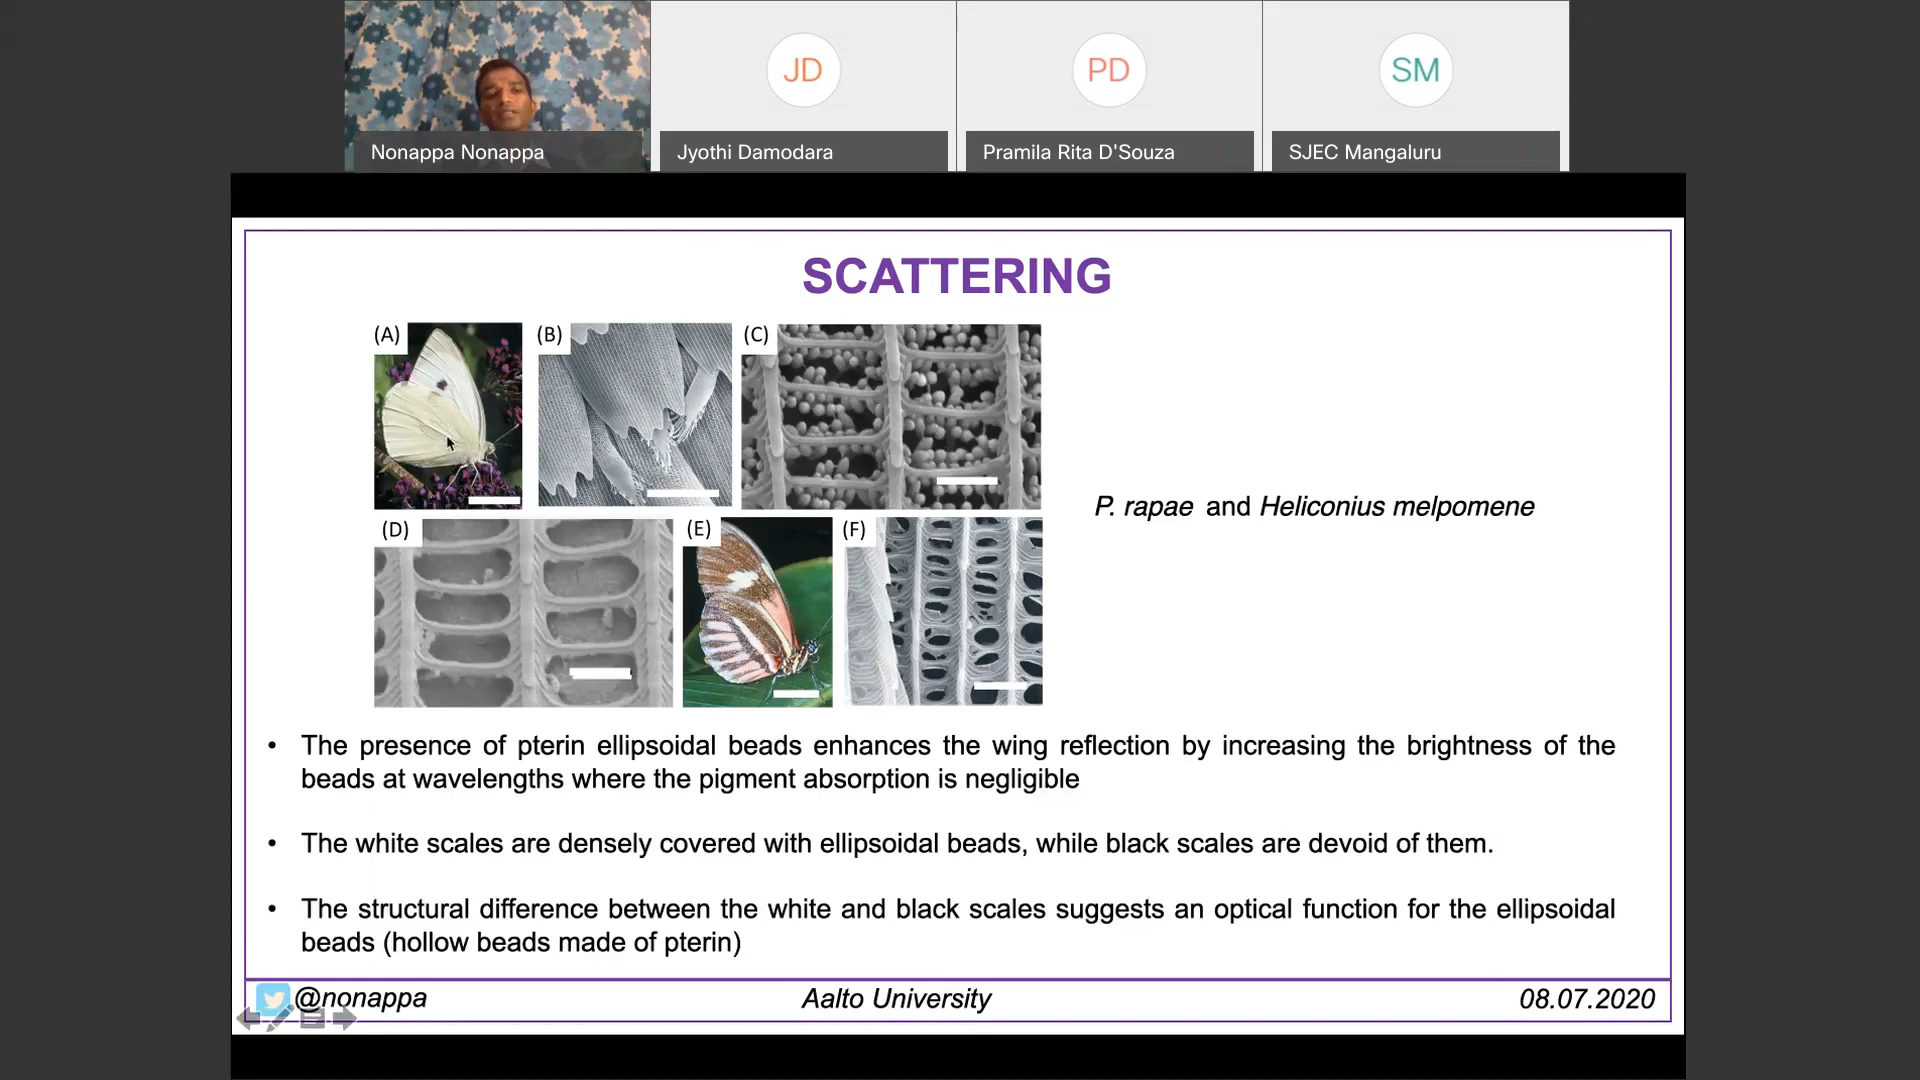 JD
PD
SM
Nonappa Nonappa
Jyothi Damodara
Pramila Rita D'Souza
SJEC Mangaluru
SCATTERING
(A)
(B)
(C)
(D)
(E)
(F)
P. rapae and Heliconius melpomene
• The presence of pterin ellipsoidal beads enhances the wing reflection by increasing the brightness of the
beads at wavelengths where the pigment absorption is negligible
• The white scales are densely covered with ellipsoidal beads, while black scales are devoid of them.
• The structural difference between the white and black scales suggests an optical function for the ellipsoidal
beads (hollow beads made of pterin)
@nonappa
Aalto University
08.07.2020